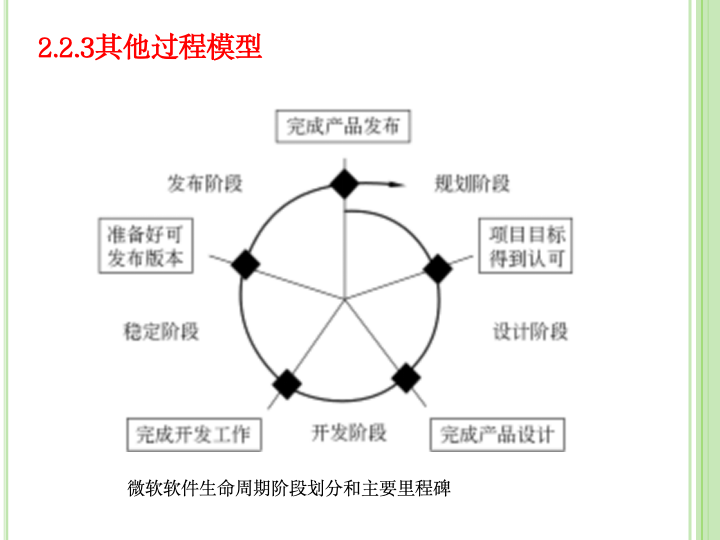 2.2.3其他过程模型
完成产品发布
发布阶段
规划阶段
准备好可
发布版本
项目目标
得到认可
稳定阶段
设计阶段
完成开发工作
开发阶段
完成产品设计
微软软件生命周期阶段划分和主要里程碑